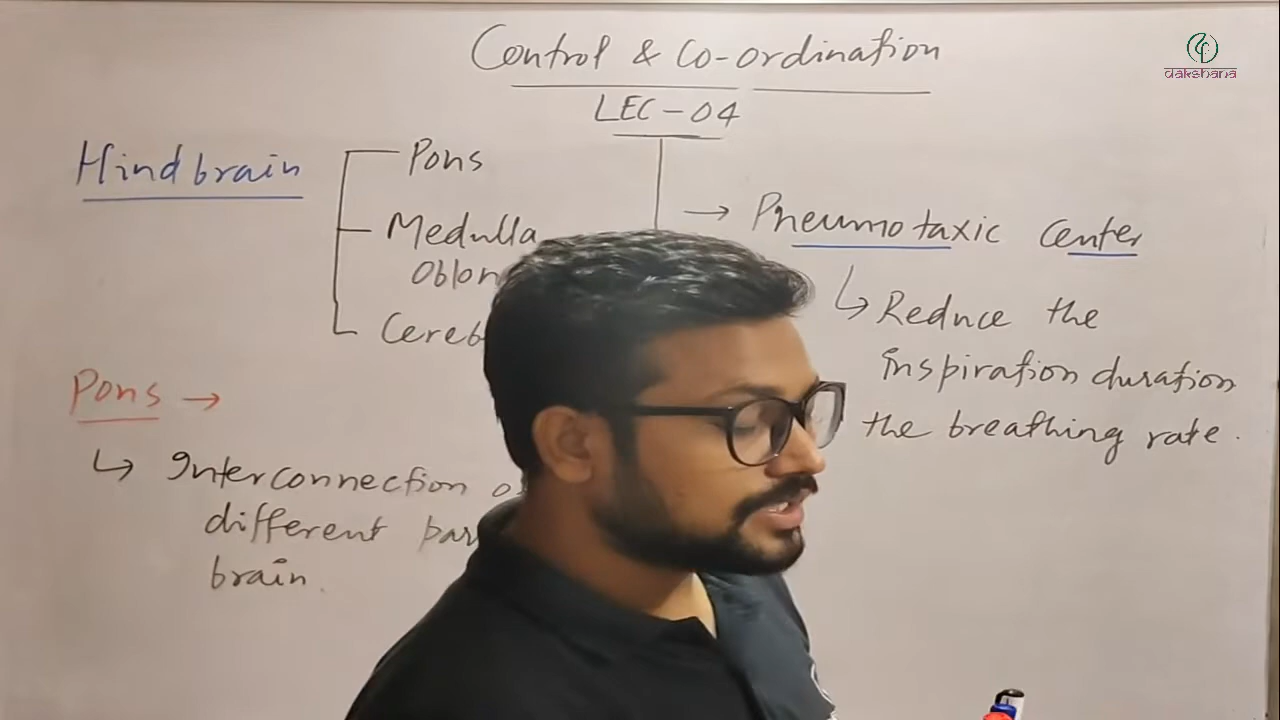 Control & Co-ordination
dakshana
LEC-04
Hindbrain
Pons
Medulla
Cereb
Pons →
↳ Interconnection
different
brain.
→ Pneumotaxic center
↳ Reduce the
inspiration duration
the breathing rate.